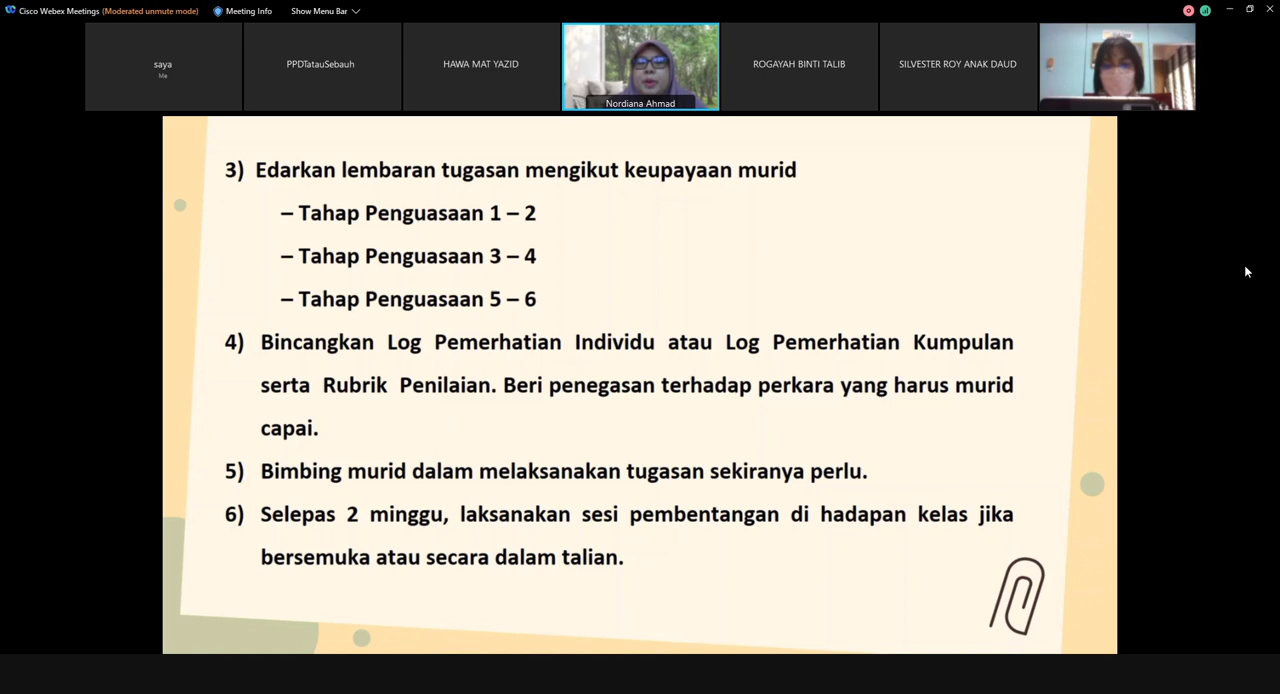 Cisco Webex Meetings (Moderated unmute mode) Meeting Info Show Menu Bar
saya
Me
PPDTatauSebauh
HAWA MAT YAZID
Nordiana Ahmad
ROGAYAH BINTI TALIB
SILVESTER ROY ANAK DAUD
3) Edarkan lembaran tugasan mengikut keupayaan murid
– Tahap Penguasaan 1 – 2
– Tahap Penguasaan 3 – 4
– Tahap Penguasaan 5 – 6
4) Bincangkan Log Pemerhatian Individu atau Log Pemerhatian Kumpulan
serta Rubrik Penilaian. Beri penegasan terhadap perkara yang harus murid
capai.
5) Bimbing murid dalam melaksanakan tugasan sekiranya perlu.
6) Selepas 2 minggu, laksanakan sesi pembentangan di hadapan kelas jika
bersemuka atau secara dalam talian.